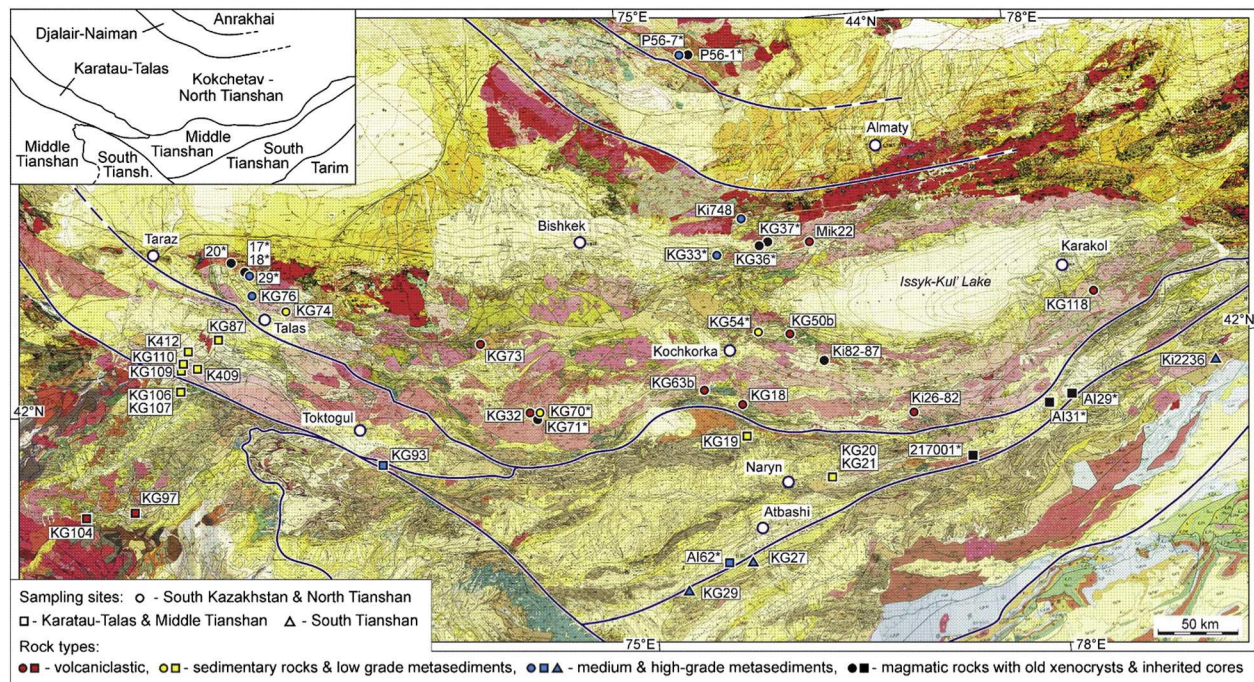 75°E
44°N
78°E
Anrakhai
Djalair-Naiman
Karatau-Talas
Kokchetav -
North Tianshan
Middle
Tianshan
Middle
Tianshan
South
Tianshan
South
Tiansh.
Tarim
P56-7*
P56-1*
Almaty
Ki748
KG37*
Mik22
Bishkek
KG33*
KG36*
Karakol
Taraz
20*
17*
18*
29*
Issyk-Kul' Lake
KG76
KG74
KG118
Talas
42°N
KG87
KG54*
KG50b
K412
KG73
Kochkorka
KG110
Ki82-87
Ki2236
KG109
K409
KG106
KG107
KG63b
KG18
Ki26-82
AI29*
42°N
KG32
KG70*
KG71*
AI31*
Toktogul
KG19
KG20
KG21
217001*
KG93
Naryn
KG97
KG104
Atbashi
AI62*
KG27
KG29
Sampling sites: - South Kazakhstan & North Tianshan
- Karatau-Talas & Middle Tianshan - South Tianshan
50 km
75°E
78°E
Rock types:
- volcaniclastic, - sedimentary rocks & low grade metasediments, - medium & high-grade metasediments, - magmatic rocks with old xenocrysts & inherited cores